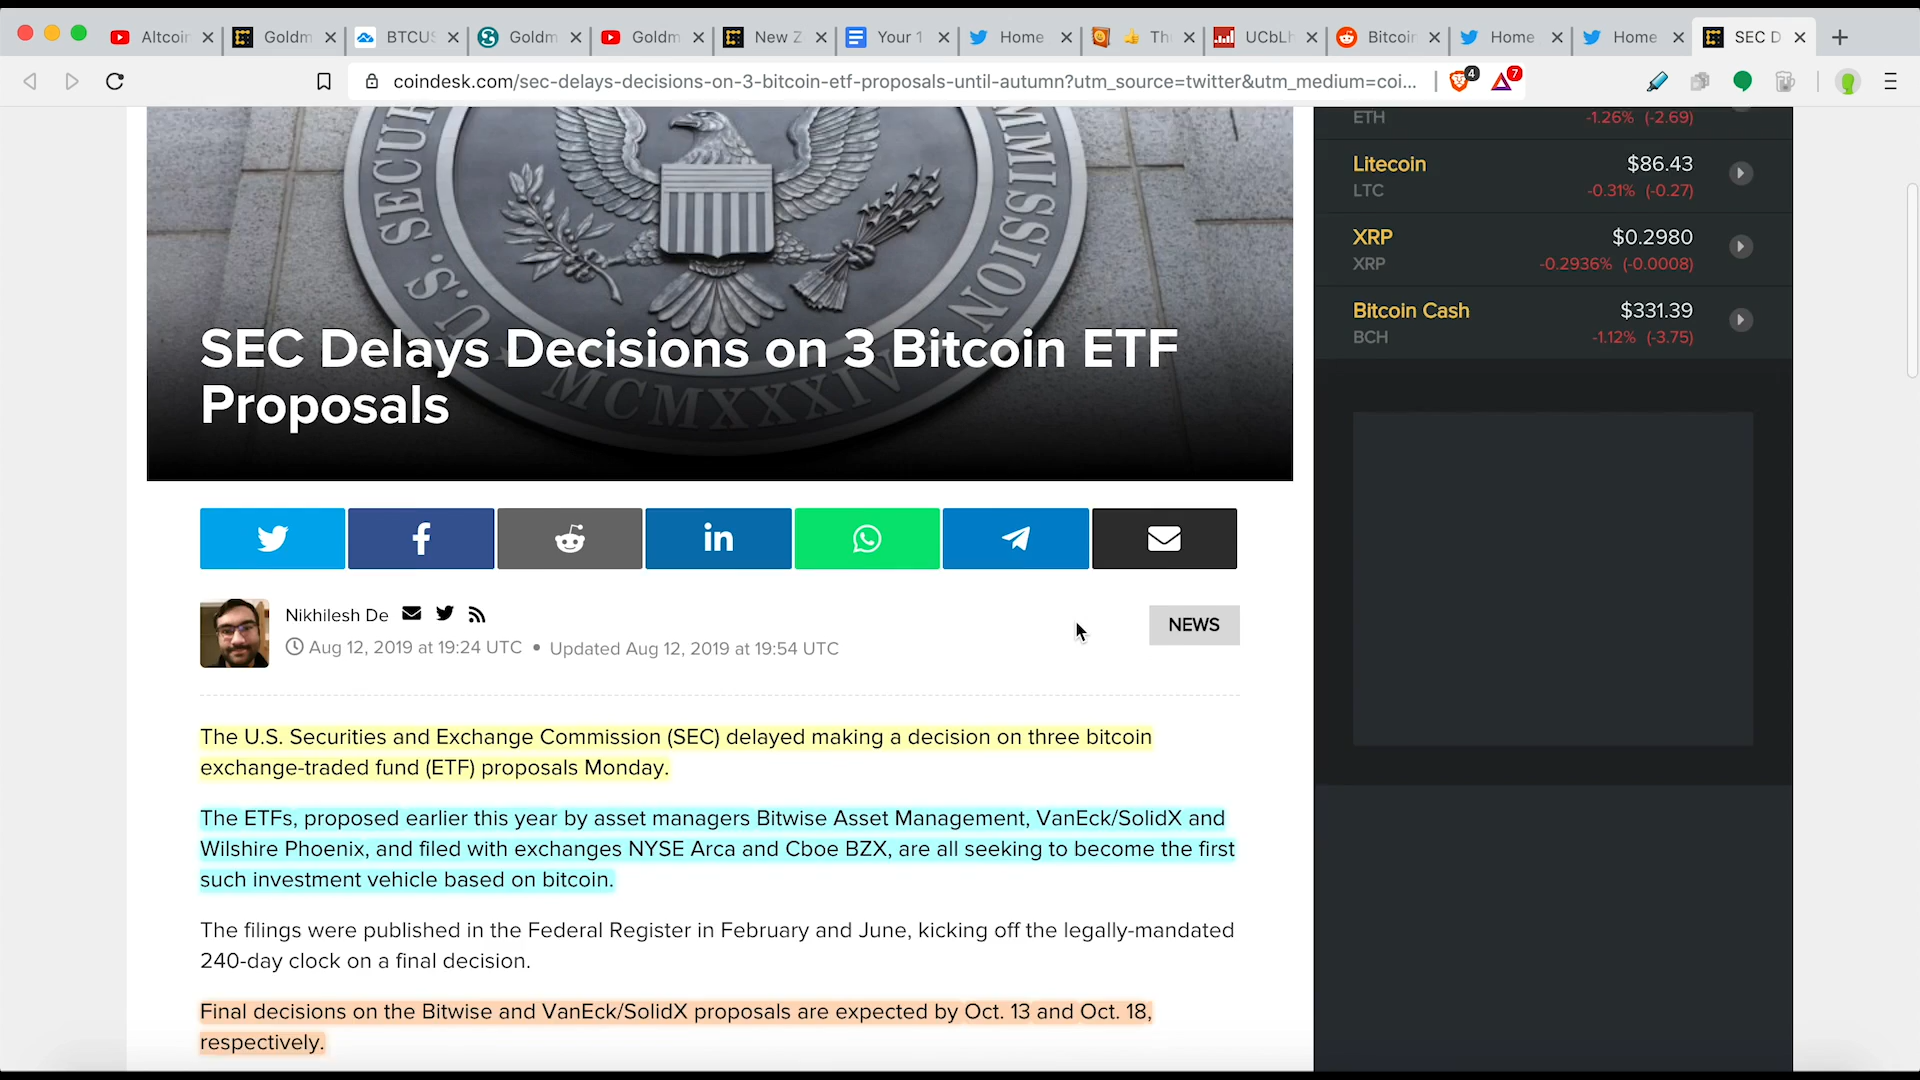 Altcoin
Goldm
BTCUS
Goldm
Goldm
New Z
Your 1
Home
Th
UCbLh
Bitcoin
Home
Home
SEC D
coindesk.com/sec-delays-decisions-on-3-bitcoin-etf-proposals-until-autumn?utm_source=twitter&utm_medium=coi...
4
7
U.S. SECUR
MMISSION
MCMXXXIV
SEC Delays Decisions on 3 Bitcoin ETF
Proposals
Nikhilesh De
Aug 12, 2019 at 19:24 UTC • Updated Aug 12, 2019 at 19:54 UTC
NEWS
The U.S. Securities and Exchange Commission (SEC) delayed making a decision on three bitcoin
exchange-traded fund (ETF) proposals Monday.
The ETFs, proposed earlier this year by asset managers Bitwise Asset Management, VanEck/SolidX and
Wilshire Phoenix, and filed with exchanges NYSE Arca and Cboe BZX, are all seeking to become the first
such investment vehicle based on bitcoin.
The filings were published in the Federal Register in February and June, kicking off the legally-mandated
240-day clock on a final decision.
Final decisions on the Bitwise and VanEck/SolidX proposals are expected by Oct. 13 and Oct. 18,
respectively.
ETH -1.26% (-2.69)
Litecoin $86.43
LTC -0.31% (-0.27)
XRP $0.2980
XRP -0.2936% (-0.0008)
Bitcoin Cash $331.39
BCH -1.12% (-3.75)